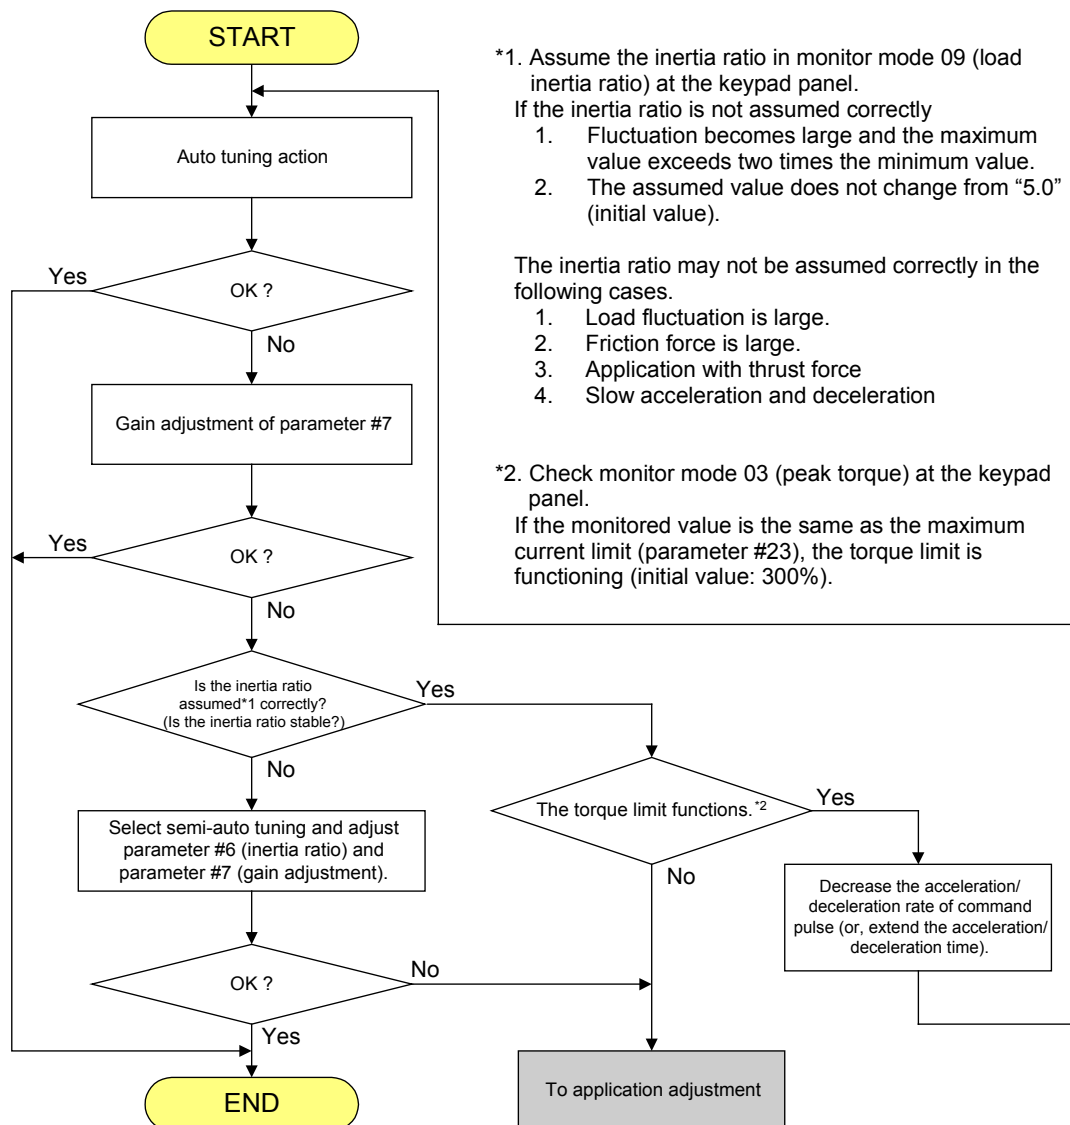 START
Auto tuning action
Yes
OK ?
No
Gain adjustment of parameter #7
Yes
OK ?
No
Is the inertia ratio
assumed*1 correctly?
(Is the inertia ratio stable?)
Yes
No
Select semi-auto tuning and adjust
parameter #6 (inertia ratio) and
parameter #7 (gain adjustment).
OK ?
No
Yes
END
The torque limit functions.*2
Yes
No
Decrease the acceleration/
deceleration rate of command
pulse (or, extend the acceleration/
deceleration time).
To application adjustment
*1. Assume the inertia ratio in monitor mode 09 (load
inertia ratio) at the keypad panel.
If the inertia ratio is not assumed correctly
1. Fluctuation becomes large and the maximum
value exceeds two times the minimum value.
2. The assumed value does not change from “5.0”
(initial value).
The inertia ratio may not be assumed correctly in the
following cases.
1. Load fluctuation is large.
2. Friction force is large.
3. Application with thrust force
4. Slow acceleration and deceleration
*2. Check monitor mode 03 (peak torque) at the keypad
panel.
If the monitored value is the same as the maximum
current limit (parameter #23), the torque limit is
functioning (initial value: 300%).